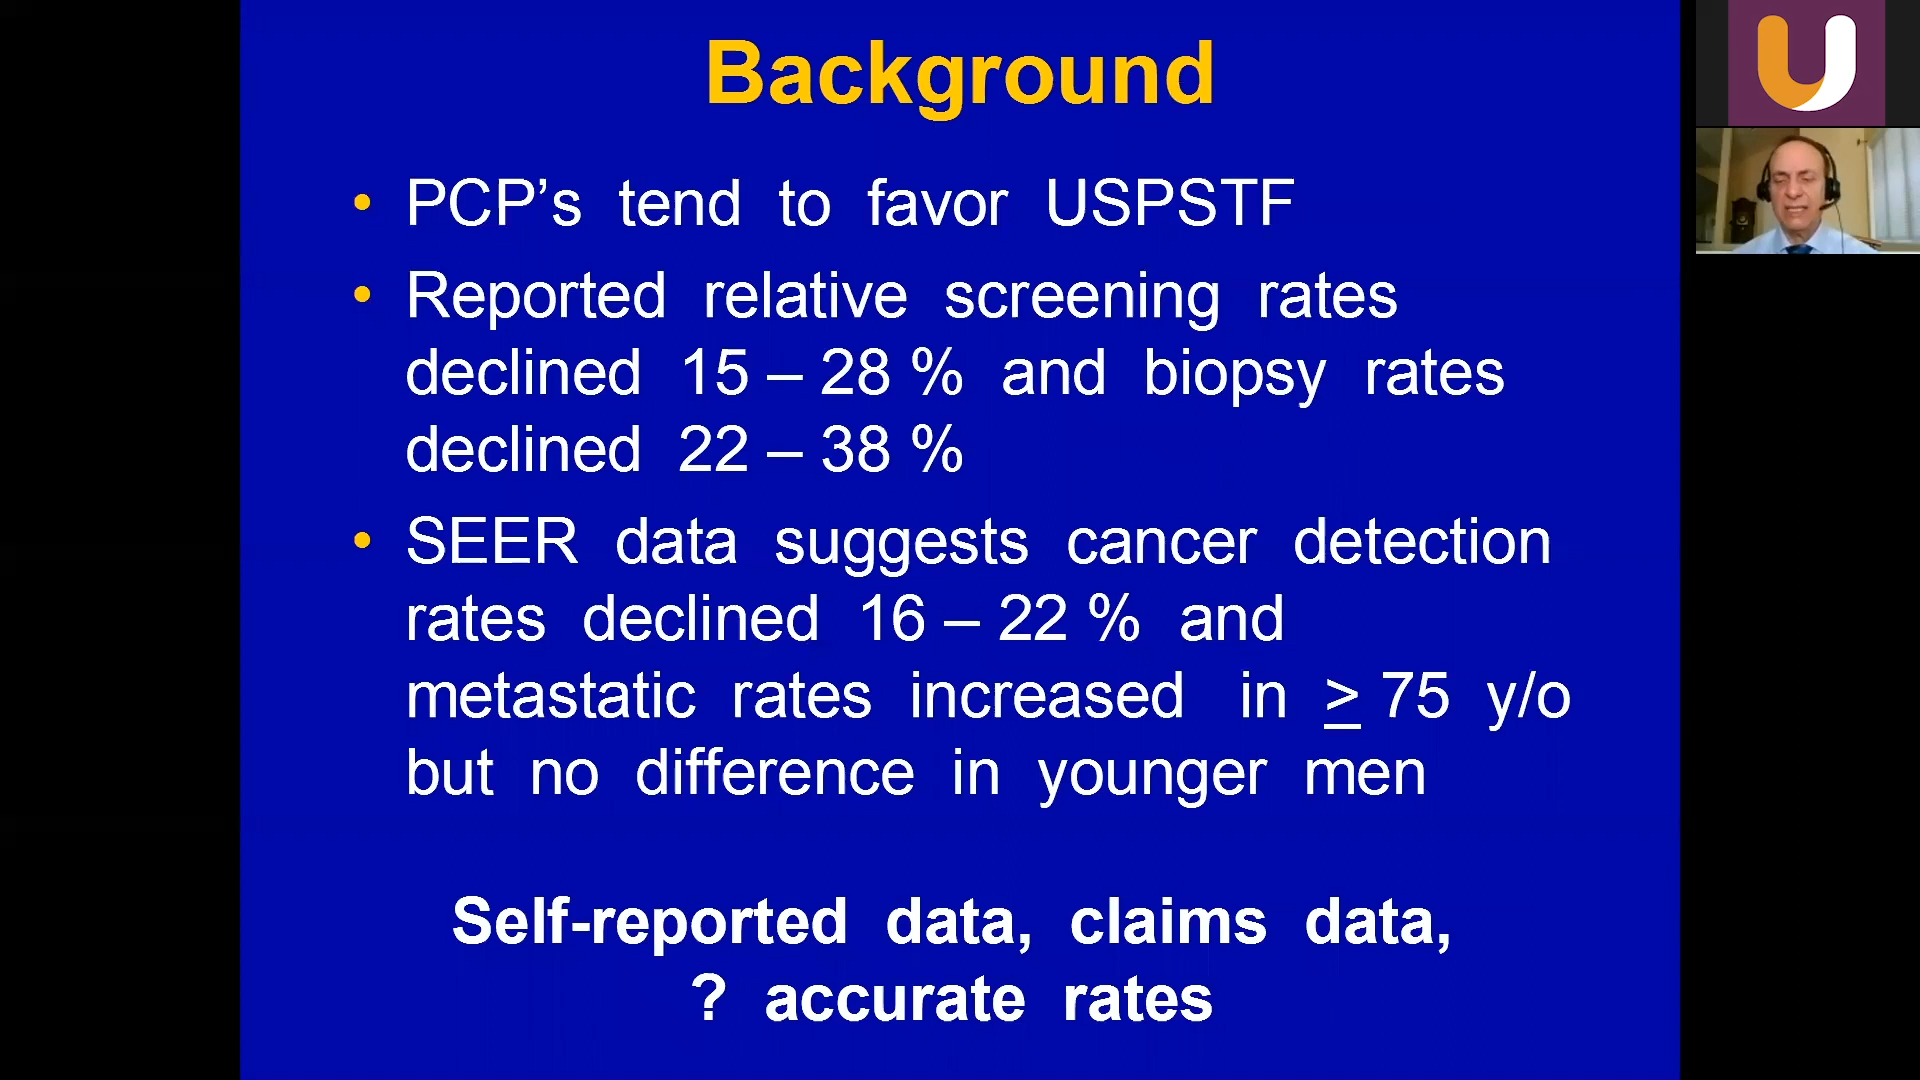 Background
• PCP’s tend to favor USPSTF
• Reported relative screening rates
declined 15 – 28 % and biopsy rates
declined 22 – 38 %
• SEER data suggests cancer detection
rates declined 16 – 22 % and
metastatic rates increased in ≥ 75 y/o
but no difference in younger men
Self-reported data, claims data,
? accurate rates
U